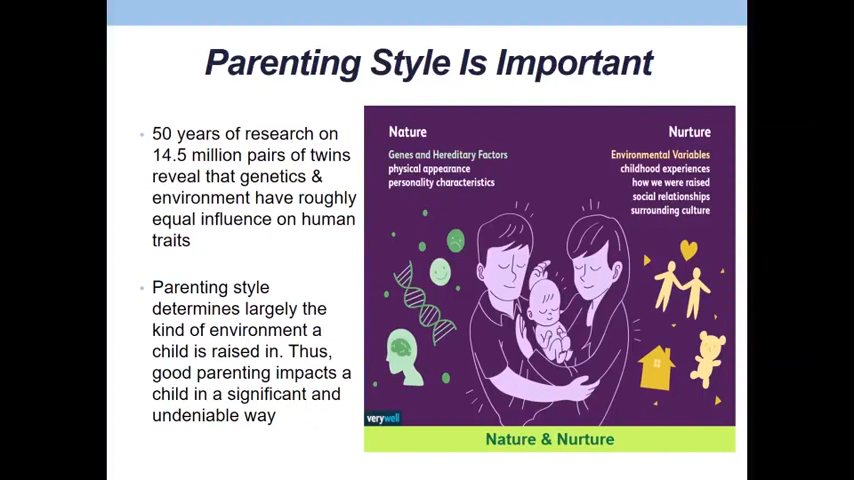 Parenting Style Is Important
50 years of research on
14.5 million pairs of twins
reveal that genetics &
environment have roughly
equal influence on human
traits
Parenting style
determines largely the
kind of environment a
child is raised in. Thus,
good parenting impacts a
child in a significant and
undeniable way
Nature
Genes and Hereditary Factors
physical appearance
personality characteristics
Nurture
Environmental Variables
childhood experiences
how we were raised
social relationships
surrounding culture
verywell
Nature & Nurture